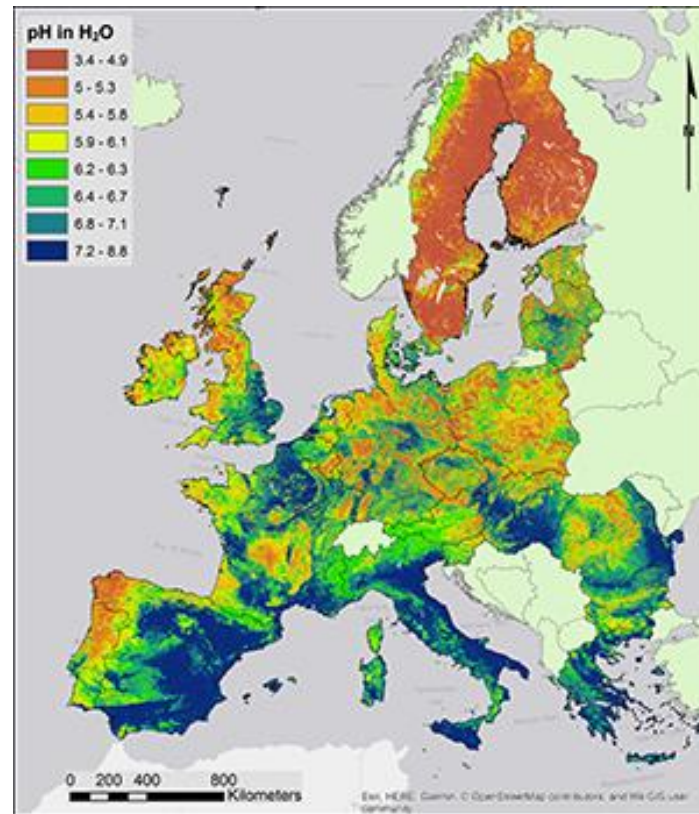 pH in H₂O
3.4 - 4.9
5 - 5.3
5.4 - 5.8
5.9 - 6.1
6.2 - 6.3
6.4 - 6.7
6.8 - 7.1
7.2 - 8.8
N
0 200 400 800
Kilometers
Esri, HERE, Garmin, © OpenStreetMap contributors, and the GIS user
community